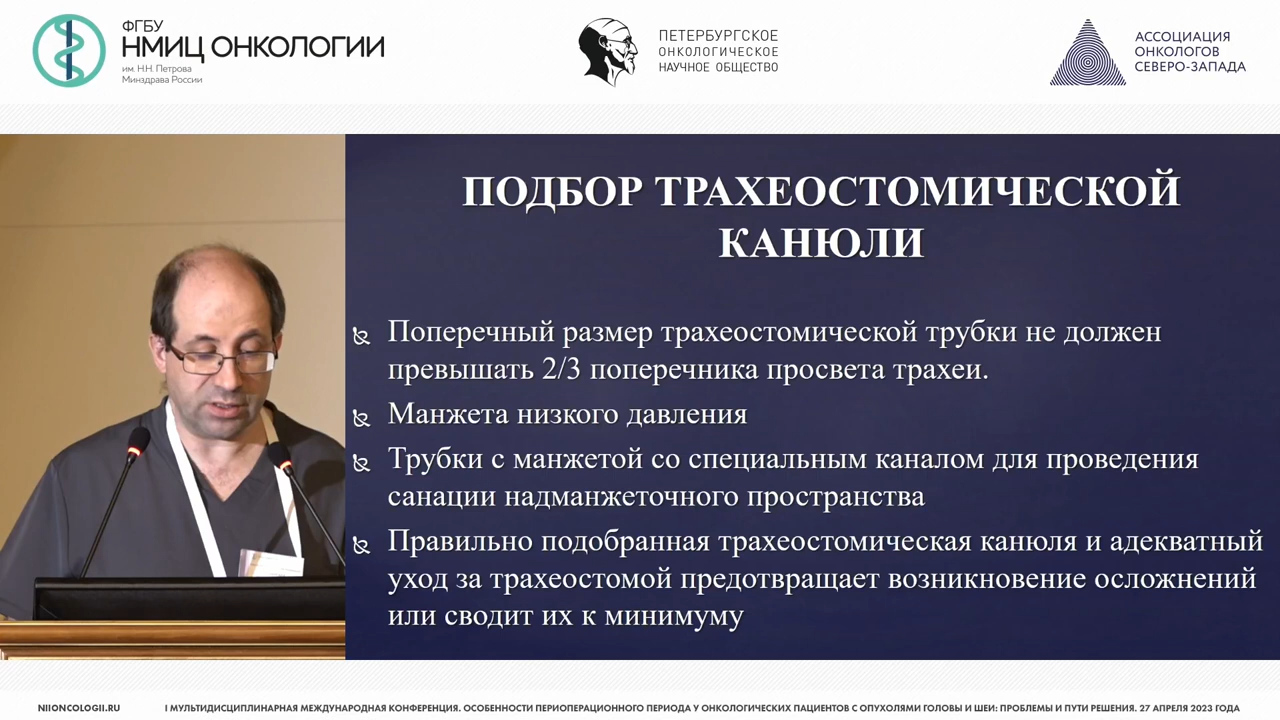 ФГБУ
НМИЦ ОНКОЛОГИИ
им. Н.Н. Петрова
Минздрава России
ПЕТЕРБУРГСКОЕ
ОНКОЛОГИЧЕСКОЕ
НАУЧНОЕ ОБЩЕСТВО
АССОЦИАЦИЯ
ОНКОЛОГОВ
СЕВЕРО-ЗАПАДА
ПОДБОР ТРАХЕОСТОМИЧЕСКОЙ
КАНЮЛИ
Поперечный размер трахеостомической трубки не должен
превышать 2/3 поперечника просвета трахеи.
Манжета низкого давления
Трубки с манжетой со специальным каналом для проведения
санации надманжеточного пространства
Правильно подобранная трахеостомическая канюля и адекватный
уход за трахеостомой предотвращает возникновение осложнений
или сводит их к минимуму
NIIONCOLOGII.RU
I МУЛЬТИДИСЦИПЛИНАРНАЯ МЕЖДУНАРОДНАЯ КОНФЕРЕНЦИЯ. ОСОБЕННОСТИ ПЕРИОПЕРАЦИОННОГО ПЕРИОДА У ОНКОЛОГИЧЕСКИХ ПАЦИЕНТОВ С ОПУХОЛЯМИ ГОЛОВЫ И ШЕИ: ПРОБЛЕМЫ И ПУТИ РЕШЕНИЯ. 27 АПРЕЛЯ 2023 ГОДА